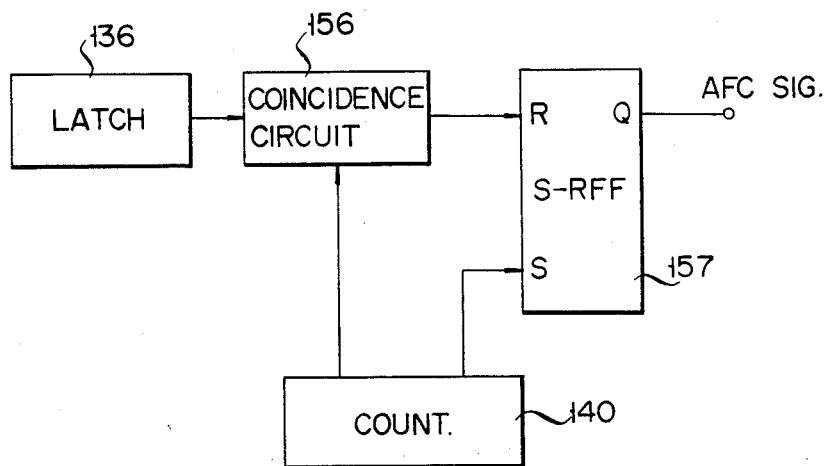 136
LATCH
156
COINCIDENCE
CIRCUIT
R
Q
S-RFF
S
157
AFC SIG.
COUNT.
140